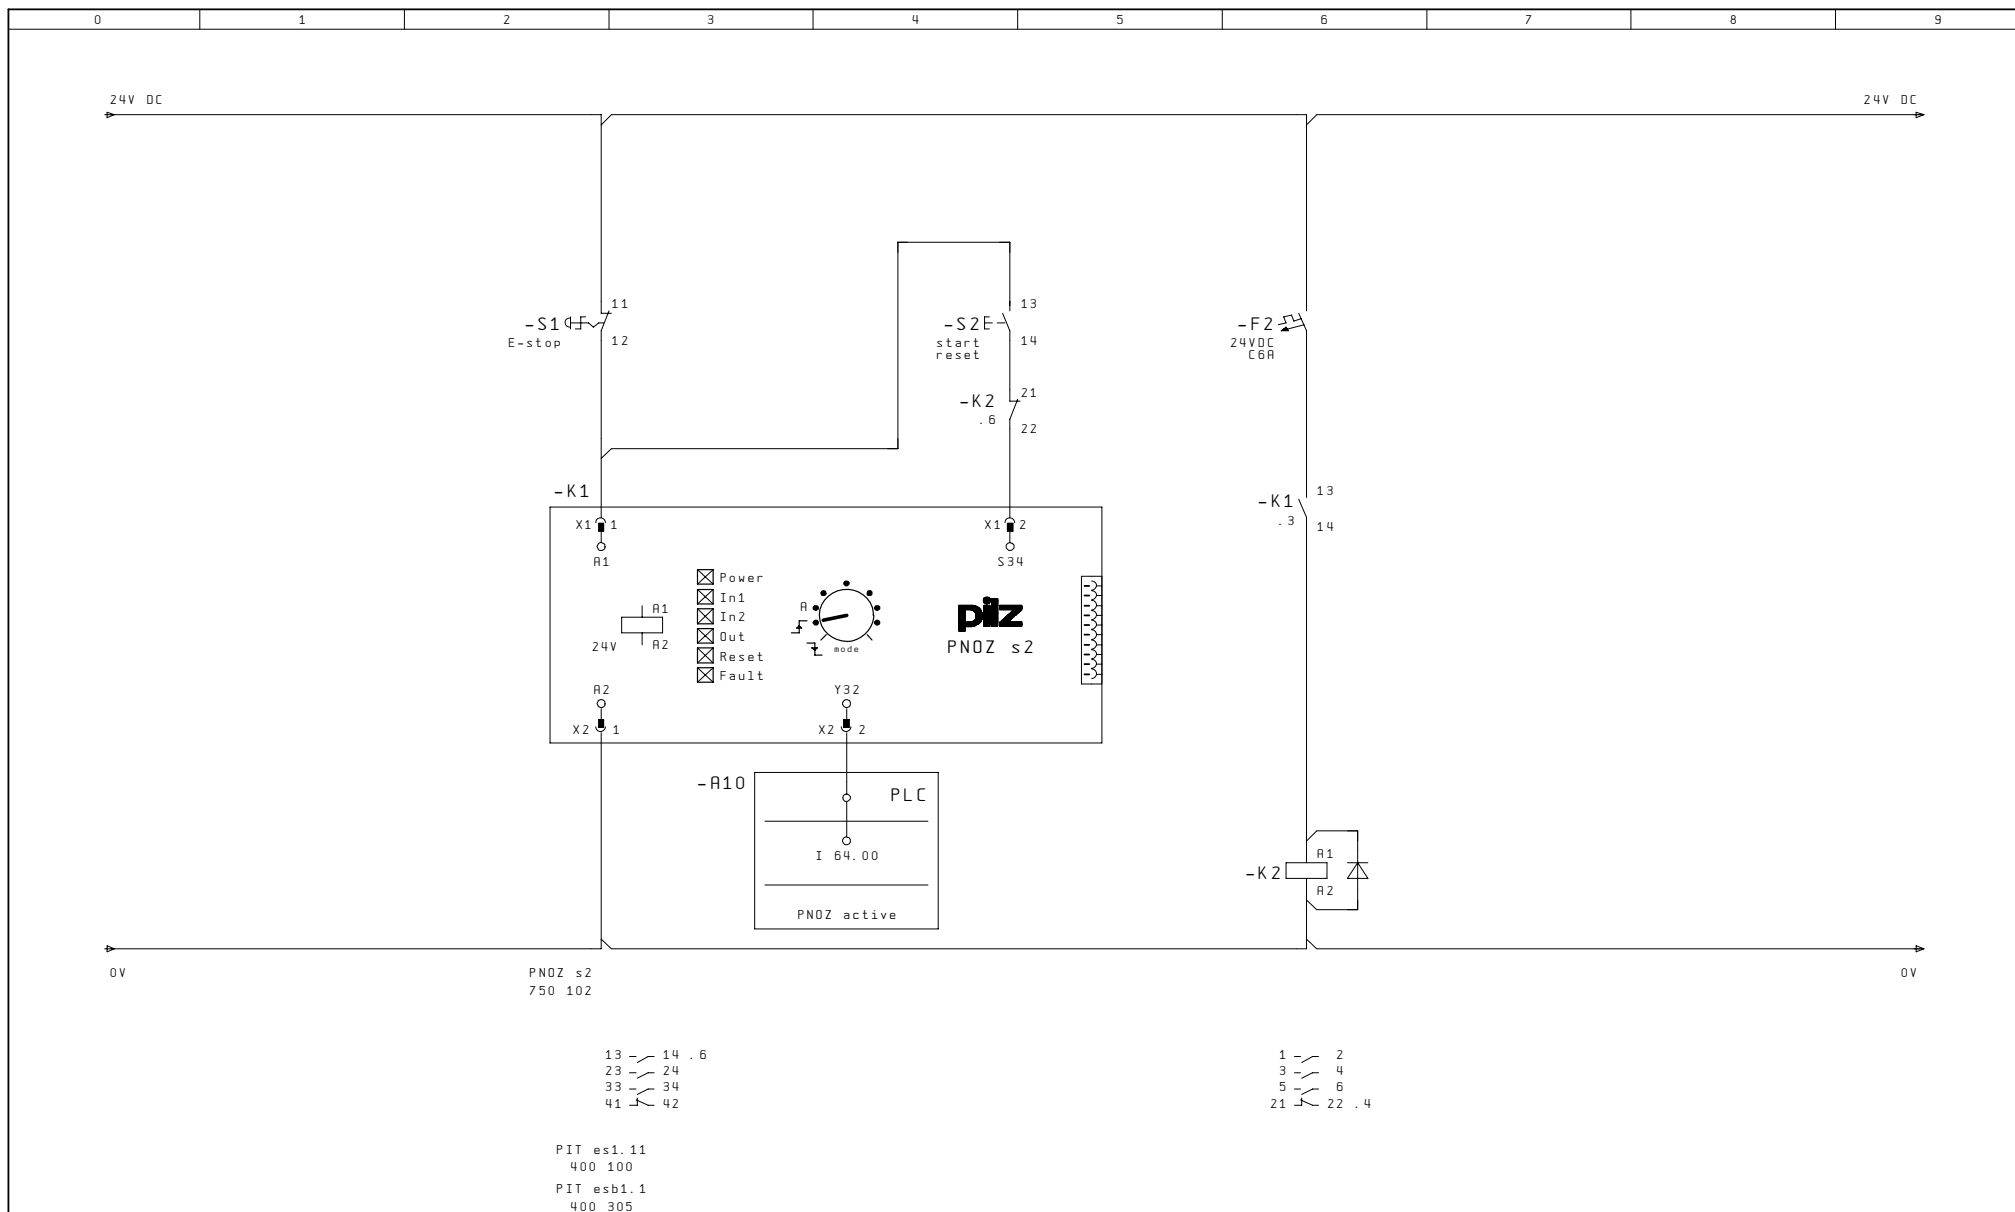 0 1 2 3 4 5 6 7 8 9
24V DC
24V DC
11
-S1
E-stop
12
13
-S2
start
reset
14
-F2
24VDC
C6A
-K2
.6
21
22
-K1
X1 1
A1
X1 2
S34
-K1
.3
13
14
Power
In1
In2
Out
Reset
Fault
A1
A2
24V
A
mode
pilz
PNOZ s2
A2
X2 1
Y32
X2 2
-A10
PLC
I 64.00
PNOZ active
-K2
A1
A2
0V
0V
PNOZ s2
750 102
13 14 .6
23 24
33 34
41 42
1 2
3 4
5 6
21 22 .4
PIT es1.11
400 100
PIT esb1.1
400 305